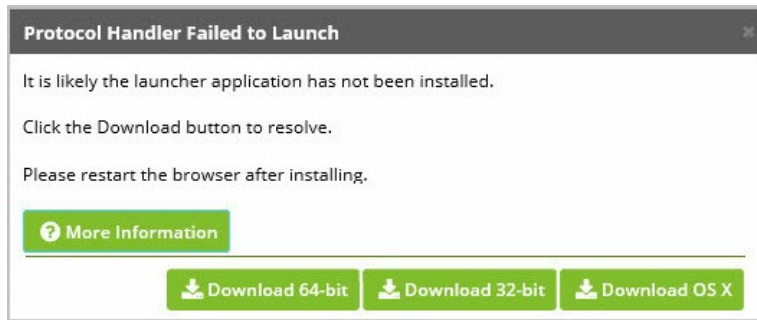 Protocol Handler Failed to Launch
It is likely the launcher application has not been installed.
Click the Download button to resolve.
Please restart the browser after installing.
More Information
Download 64-bit Download 32-bit Download OS X